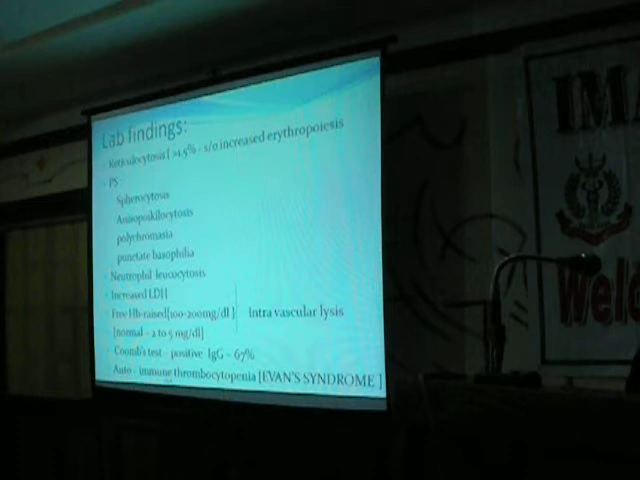 Lab findings:
Reticulocytosis [ >1.5% - s/o increased erythropoiesis
PS -
Spherocytosis
Anisopoikilocytosis
polychromasia
punctate basophilia
Neutrophil leucocytosis
Increased LDH
Free Hb-raised[100-200mg/dl ] Intra vascular lysis
[normal – 2 to 5 mg/dl]
Coomb's test – positive IgG – 67%
Auto - immune thrombocytopenia [EVAN'S SYNDROME ]
IMA
Welc